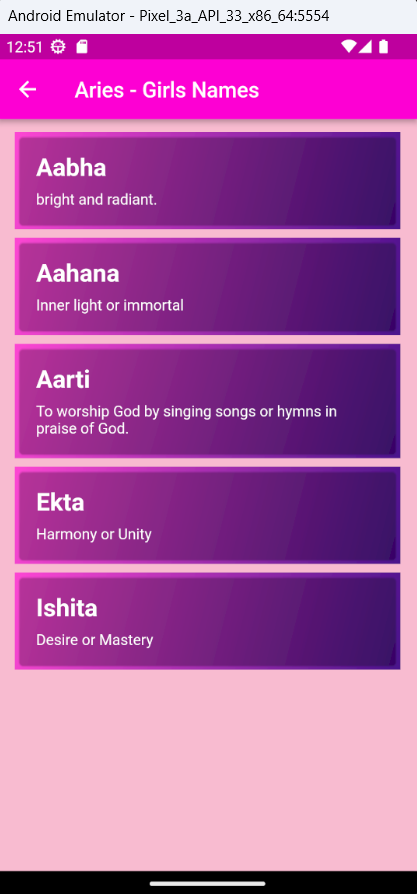 Android Emulator - Pixel_3a_API_33_x86_64:5554
12:51
Aries - Girls Names
Aabha
bright and radiant.
Aahana
Inner light or immortal
Aarti
To worship God by singing songs or hymns in
praise of God.
Ekta
Harmony or Unity
Ishita
Desire or Mastery